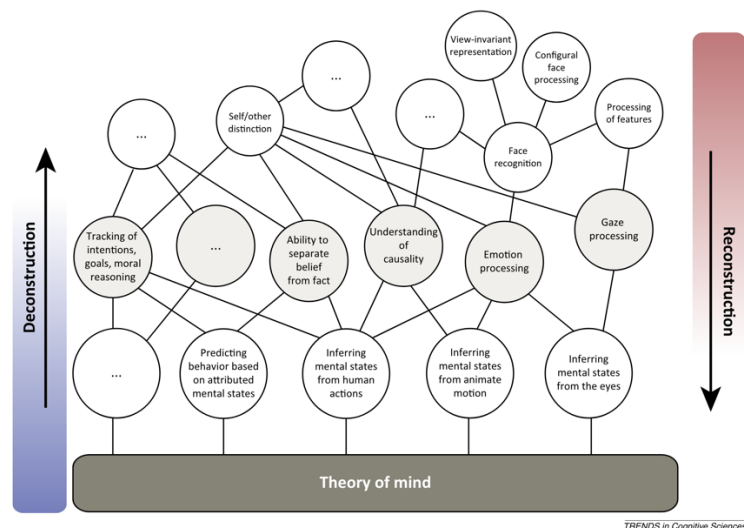 View-invariant
representation
Configural
face
processing
...
Processing
of features
...
Self/other
distinction
...
Face
recognition
Tracking of
intentions,
goals, moral
reasoning
...
Ability to
separate
belief
from fact
Understanding
of
causality
Emotion
processing
Gaze
processing
...
Predicting
behavior based
on attributed
mental states
Inferring
mental states
from human
actions
Inferring
mental states
from animate
motion
Inferring
mental states
from the eyes
Theory of mind
Deconstruction
Reconstruction
TRENDS in Cognitive Sciences